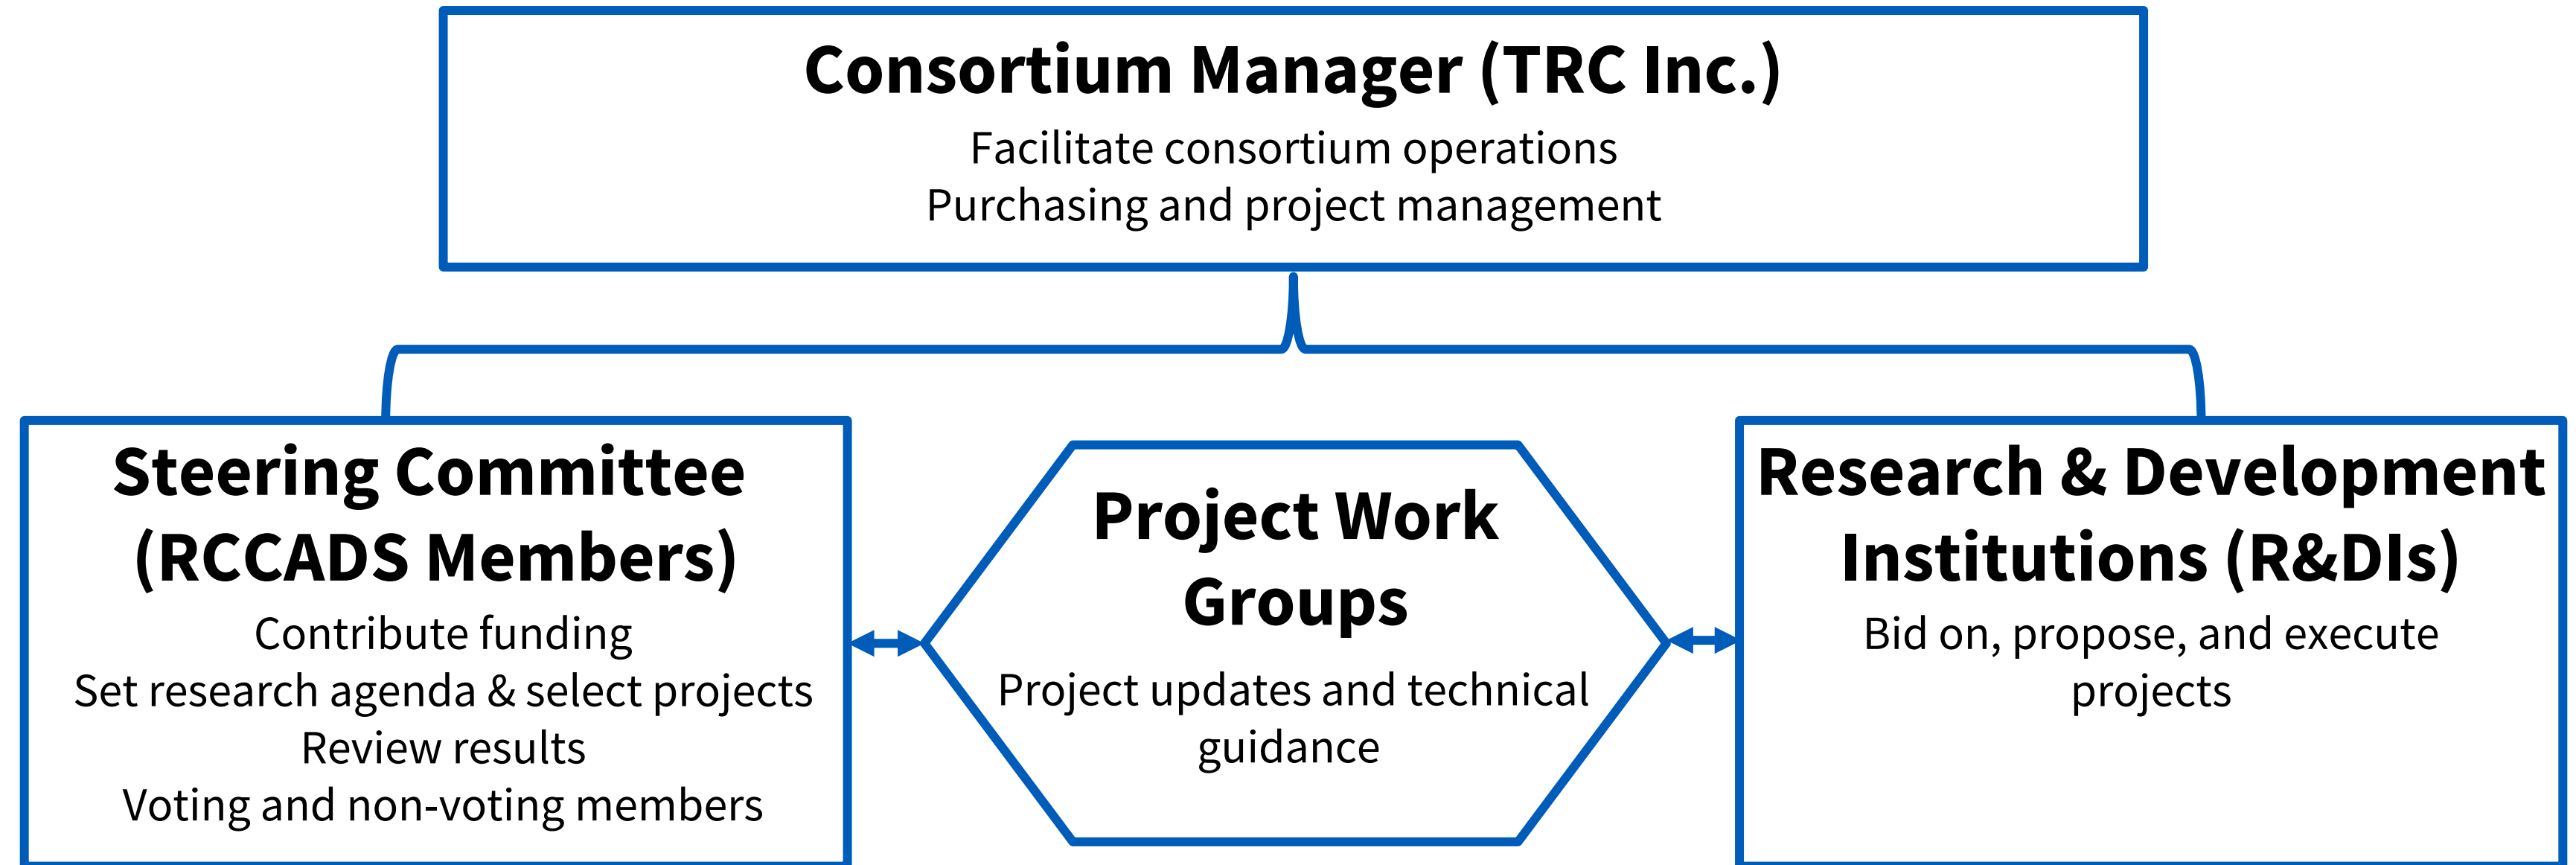 Consortium Manager (TRC Inc.)
Facilitate consortium operations
Purchasing and project management
Steering Committee
(RCCADS Members)
Contribute funding
Set research agenda & select projects
Review results
Voting and non-voting members
Project Work
Groups
Project updates and technical
guidance
Research & Development
Institutions (R&DIs)
Bid on, propose, and execute
projects